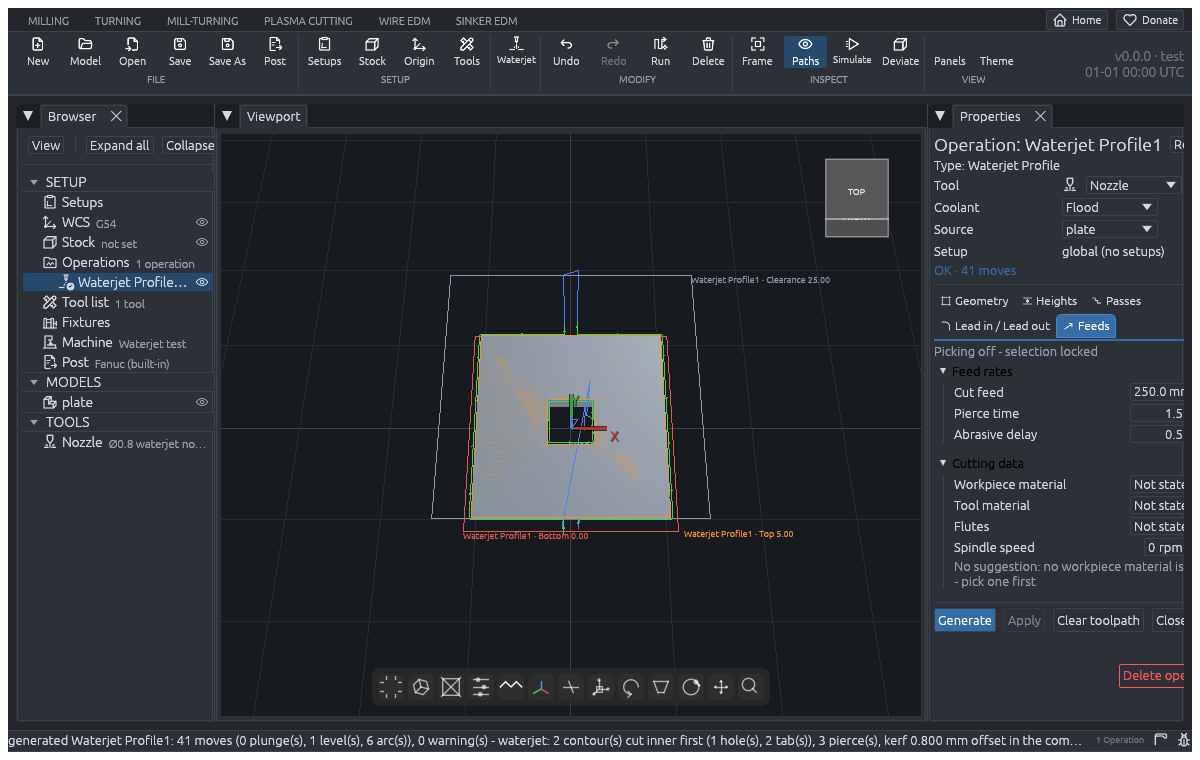 MILLING TURNING MILL-TURNING PLASMA CUTTING WIRE EDM SINKER EDM Home Donate
New Model Open Save Save As Post Setups Stock Origin Tools Waterjet Undo Redo Run Delete Frame Paths Simulate Deviate Panels Theme
FILE SETUP MODIFY INSPECT VIEW
v0.0.0 · test
01-01 00:00 UTC
Browser
View Expand all Collapse
SETUP
Setups
WCS G54
Stock not set
Operations 1 operation
Waterjet Profile...
Tool list 1 tool
Fixtures
Machine Waterjet test
Post Fanuc (built-in)
MODELS
plate
TOOLS
Nozzle Ø0.8 waterjet no...
Viewport
TOP
Waterjet Profile1 · Clearance 25.00
Y
Z
X
Waterjet Profile1 · Bottom 0.00
Waterjet Profile1 · Top 5.00
Properties
Operation: Waterjet Profile1 Re
Type: Waterjet Profile
Tool Nozzle
Coolant Flood
Source plate
Setup global (no setups)
OK · 41 moves
Geometry Heights Passes
Lead in / Lead out Feeds
Picking off - selection locked
Feed rates
Cut feed 250.0 mr
Pierce time 1.5
Abrasive delay 0.5
Cutting data
Workpiece material Not state
Tool material Not state
Flutes Not state
Spindle speed 0 rpm
No suggestion: no workpiece material is
- pick one first
Generate Apply Clear toolpath Close
Delete ope
generated Waterjet Profile1: 41 moves (0 plunge(s), 1 level(s), 6 arc(s)), 0 warning(s) - waterjet: 2 contour(s) cut inner first (1 hole(s), 2 tab(s)), 3 pierce(s), kerf 0.800 mm offset in the com... 1 Operation